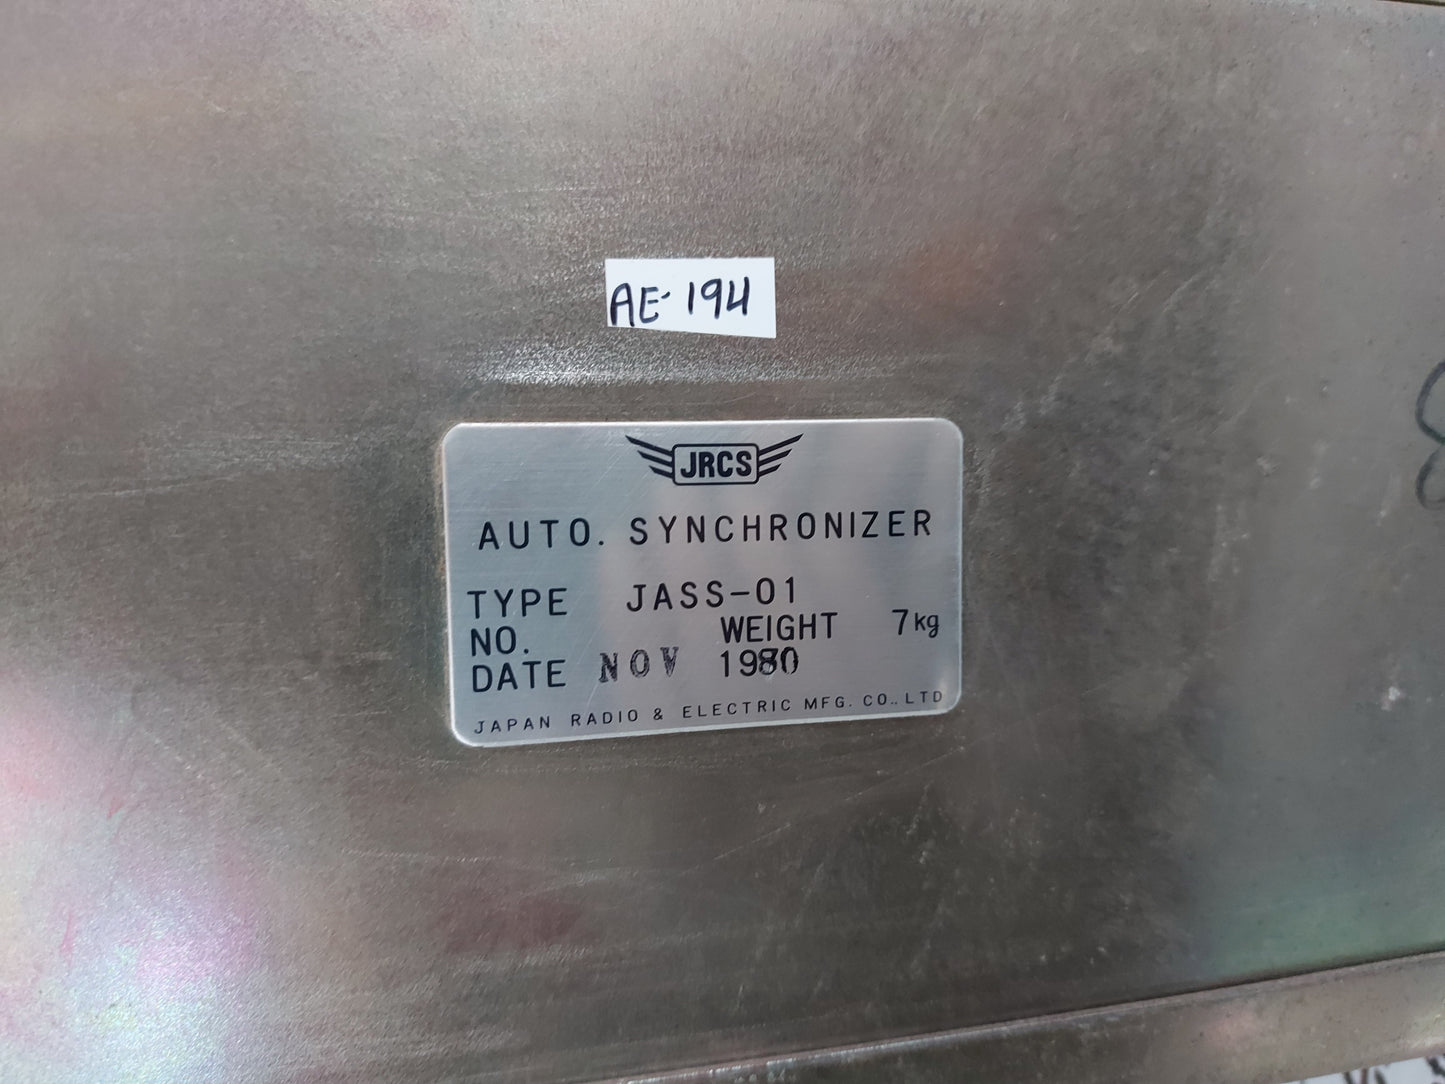 AE-194
JRCS
AUTO. SYNCHRONIZER
TYPE JASS-01
NO. WEIGHT 7kg
DATE NOV 1980
JAPAN RADIO & ELECTRIC MFG. CO., LTD